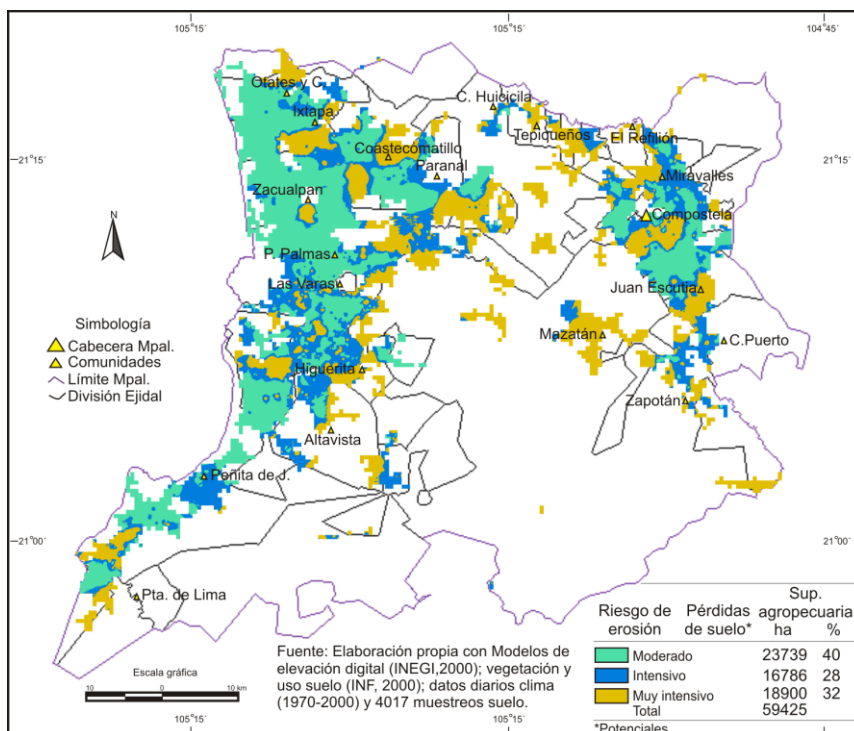 105°15' 105°15' 104°45'
Otates y C.
C. Huicicila
Ixtapa
Tepiqueños
El Refilión
Coastecomatillo
21°15' 21°15'
Paranal
Miravalles
Zacualpan
Compostela
N
P. Palmas
Las Varas
Juan Escutia
Simbología
Cabecera Mpal.
Comunidades
Límite Mpal.
División Ejidal
Mazatán
C.Puerto
Higuerita
Zapotán
Altavista
Peñita de J.
21°00' 21°00'
Pta. de Lima
Escala gráfica
10 0 10 km
105°15' 105°15'
Fuente: Elaboración propia con Modelos de
elevación digital (INEGI,2000); vegetación y
uso suelo (INF, 2000); datos diarios clima
(1970-2000) y 4017 muestreos suelo.
Sup.
Riesgo de Pérdidas agropecuaria
erosión de suelo* ha %
Moderado 23739 40
Intensivo 16786 28
Muy intensivo 18900 32
Total 59425
*Potenciales